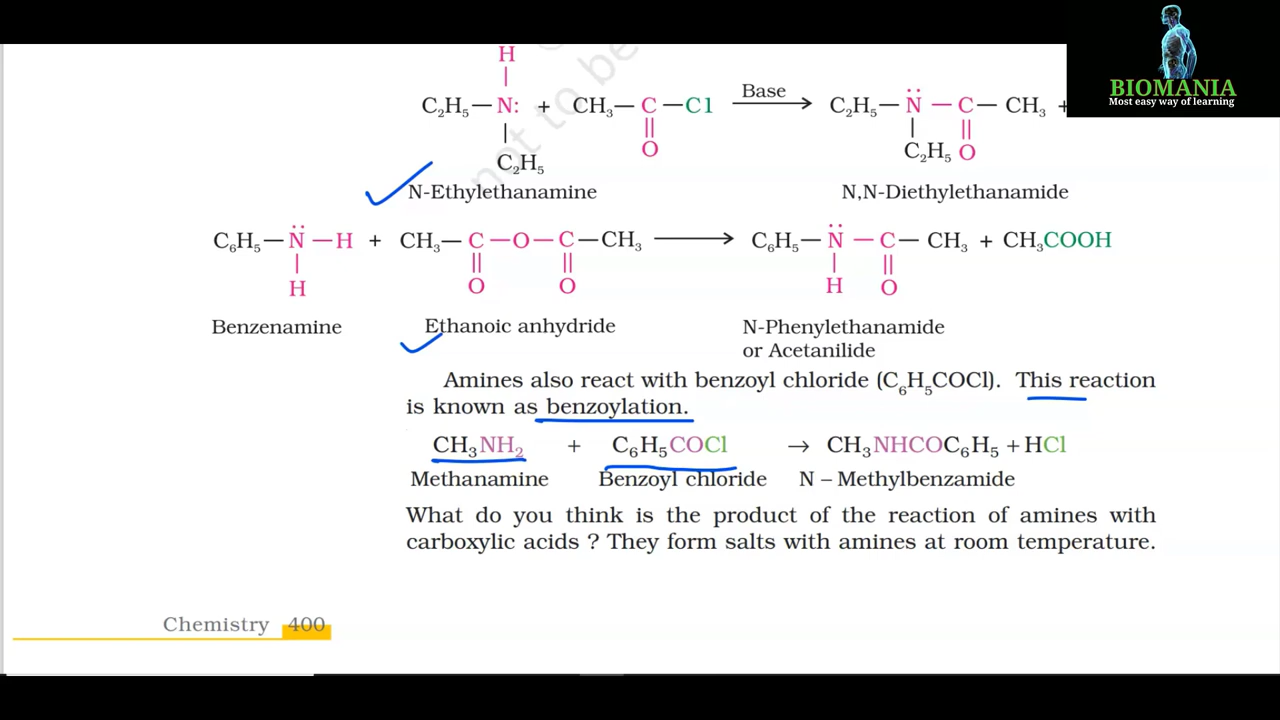 BIOMANIA
Most easy way of learning
not to be
H
C₂H₅—N: + CH₃—C—Cl Base → C₂H₅—N̈—C—CH₃ +
O
C₂H₅
C₂H₅ O
N-Ethylethanamine N,N-Diethylethanamide
C₆H₅—N̈—H + CH₃—C—O—C—CH₃ ⟶ C₆H₅—N̈—C—CH₃ + CH₃COOH
H O O H O
Benzenamine Ethanoic anhydride N-Phenylethanamide
or Acetanilide
Amines also react with benzoyl chloride (C₆H₅COCl). This reaction
is known as benzoylation.
CH₃NH₂ + C₆H₅COCl → CH₃NHCOC₆H₅ + HCl
Methanamine Benzoyl chloride N – Methylbenzamide
What do you think is the product of the reaction of amines with
carboxylic acids ? They form salts with amines at room temperature.
Chemistry 400